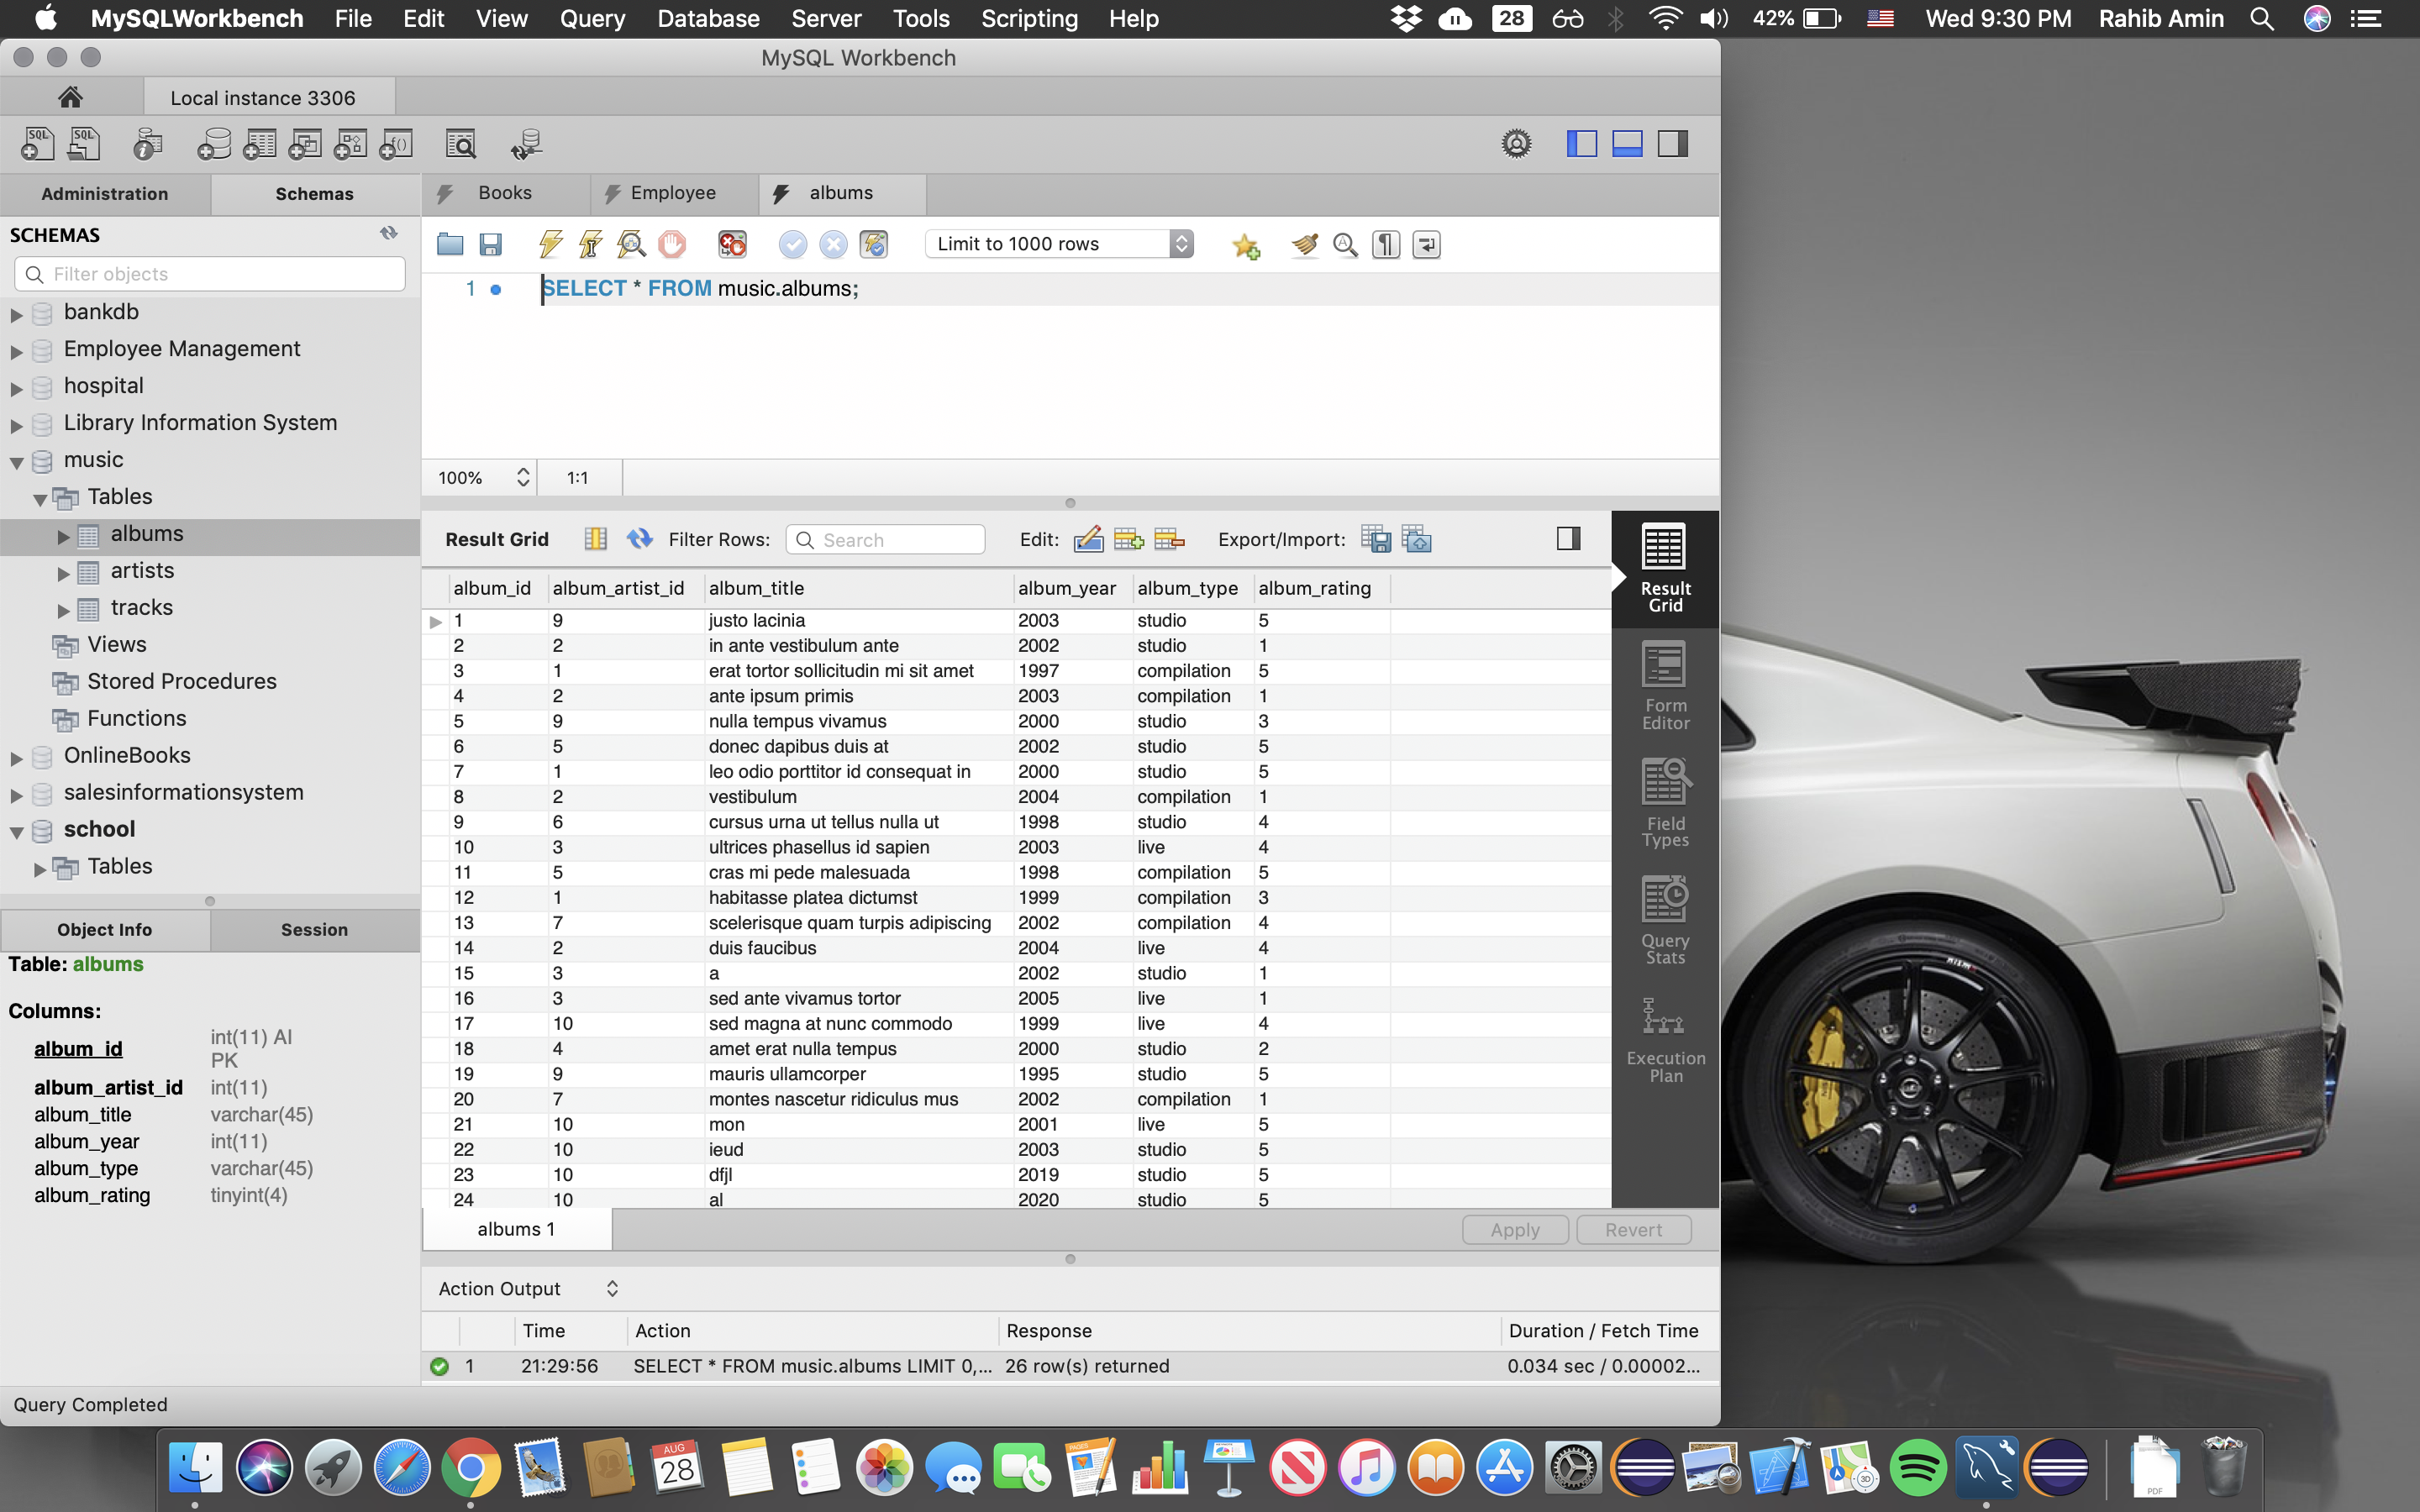 MySQLWorkbench File Edit View Query Database Server Tools Scripting Help 28 42% Wed 9:30 PM Rahib Amin
MySQL Workbench
Local instance 3306
Administration Schemas
Books Employee albums
SCHEMAS
Filter objects
Limit to 1000 rows
1 SELECT * FROM music.albums;
bankdb
Employee Management
hospital
Library Information System
music
Tables
albums
artists
tracks
Views
Stored Procedures
Functions
OnlineBooks
salesinformationsystem
school
Tables
100% 1:1
Result Grid Filter Rows: Search Edit: Export/Import:
album_id album_artist_id album_title album_year album_type album_rating
1 9 justo lacinia 2003 studio 5
2 2 in ante vestibulum ante 2002 studio 1
3 1 erat tortor sollicitudin mi sit amet 1997 compilation 5
4 2 ante ipsum primis 2003 compilation 1
5 9 nulla tempus vivamus 2000 studio 3
6 5 donec dapibus duis at 2002 studio 5
7 1 leo odio porttitor id consequat in 2000 studio 5
8 2 vestibulum 2004 compilation 1
9 6 cursus urna ut tellus nulla ut 1998 studio 4
10 3 ultrices phasellus id sapien 2003 live 4
11 5 cras mi pede malesuada 1998 compilation 5
12 1 habitasse platea dictumst 1999 compilation 3
13 7 scelerisque quam turpis adipiscing 2002 compilation 4
14 2 duis faucibus 2004 live 4
15 3 a 2002 studio 1
16 3 sed ante vivamus tortor 2005 live 1
17 10 sed magna at nunc commodo 1999 live 4
18 4 amet erat nulla tempus 2000 studio 2
19 9 mauris ullamcorper 1995 studio 5
20 7 montes nascetur ridiculus mus 2002 compilation 1
21 10 mon 2001 live 5
22 10 ieud 2003 studio 5
23 10 dfjl 2019 studio 5
24 10 al 2020 studio 5
Result
Grid
Form
Editor
Field
Types
Query
Stats
Execution
Plan
Object Info Session
Table: albums
Columns:
album_id int(11) AI
PK
album_artist_id int(11)
album_title varchar(45)
album_year int(11)
album_type varchar(45)
album_rating tinyint(4)
albums 1 Apply Revert
Action Output
Time Action Response Duration / Fetch Time
1 21:29:56 SELECT * FROM music.albums LIMIT 0,... 26 row(s) returned 0.034 sec / 0.00002...
Query Completed
AUG
28
PAGES
3D
PDF